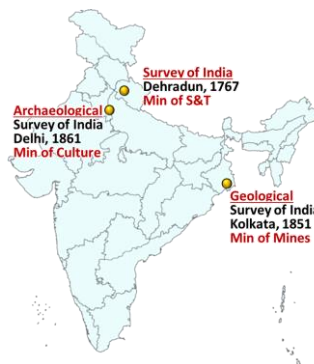 Survey of India
Dehradun, 1767
Min of S&T
Archaeological
Survey of India
Delhi, 1861
Min of Culture
Geological
Survey of India
Kolkata, 1851
Min of Mines